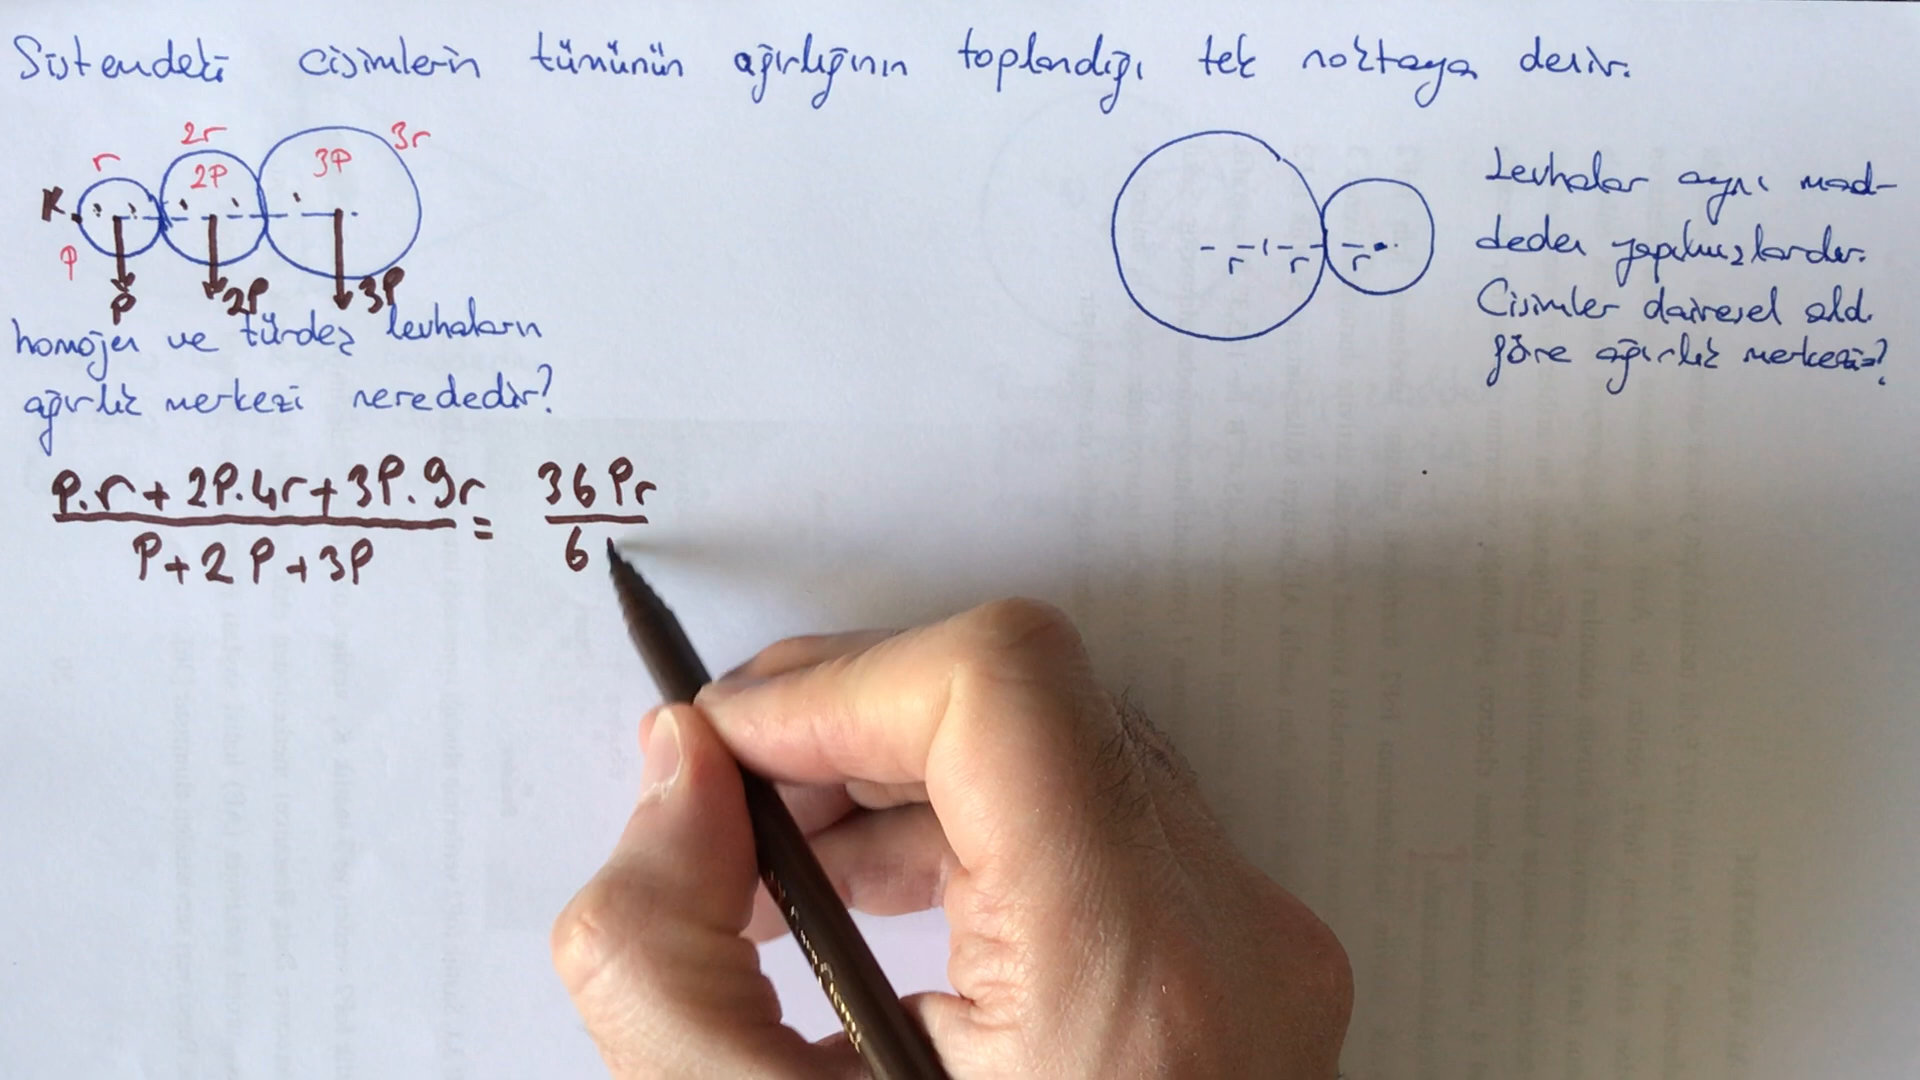 Sistemdeki cisimlerin tümünün ağırlığının toplandığı tek noktaya denir.
r 2r 3r
2P 3P
K
P
P 2P 3P
homojen ve türdeş levhaların
ağırlık merkezi nerededir?
P.r + 2P.4r + 3P.9r = 36Pr
P + 2P + 3P 6
r r r
Levhalar aynı mad-
deden yapılmışlardır.
Cisimler dairesel old.
göre ağırlık merkezi=?